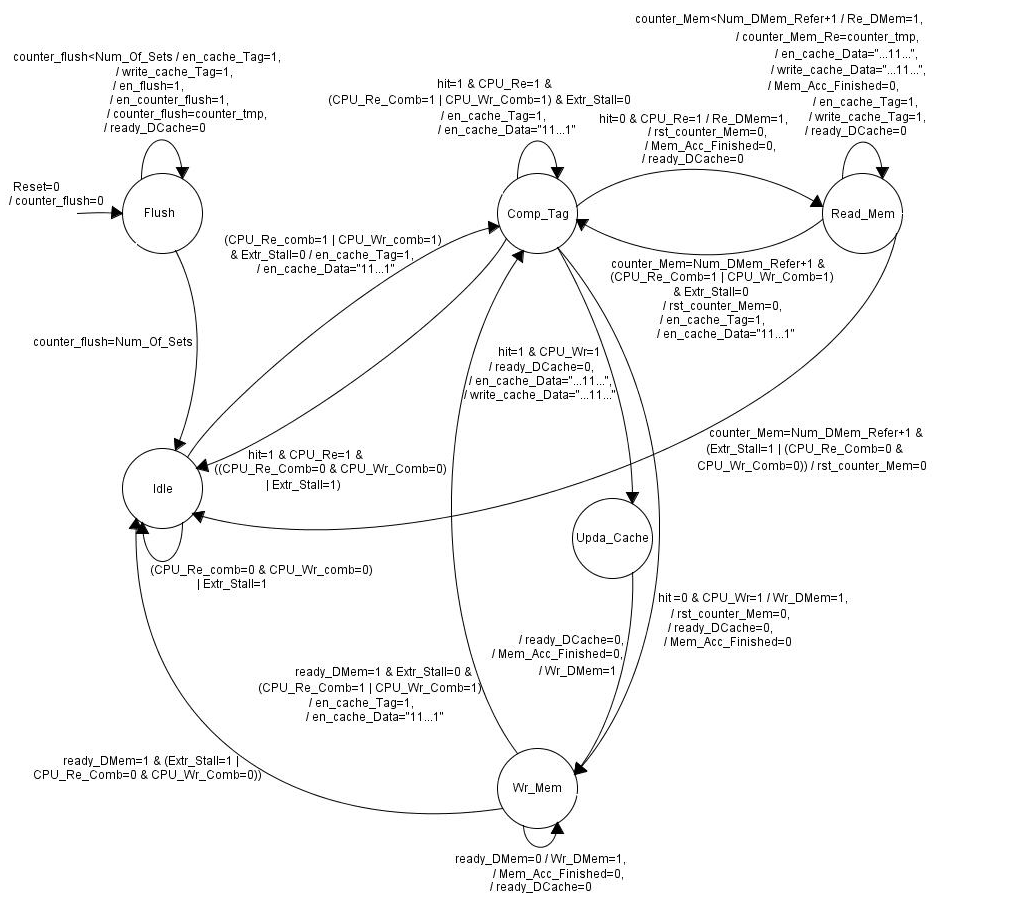 counter_Mem<Num_DMem_Refer+1 / Re_DMem=1,
/ counter_Mem_Re=counter_tmp,
/ en_cache_Data="...11...",
/ write_cache_Data="...11...",
/ Mem_Acc_Finished=0,
/ en_cache_Tag=1,
/ write_cache_Tag=1,
/ ready_DCache=0
counter_flush<Num_Of_Sets / en_cache_Tag=1,
/ write_cache_Tag=1,
/ en_flush=1,
/ en_counter_flush=1,
/ counter_flush=counter_tmp,
/ ready_DCache=0
hit=1 & CPU_Re=1 &
(CPU_Re_Comb=1 | CPU_Wr_Comb=1) & Extr_Stall=0
/ en_cache_Tag=1,
/ en_cache_Data="11...1"
hit=0 & CPU_Re=1 / Re_DMem=1,
/ rst_counter_Mem=0,
/ Mem_Acc_Finished=0,
/ ready_DCache=0
Reset=0
/ counter_flush=0
Flush
Comp_Tag
Read_Mem
(CPU_Re_comb=1 | CPU_Wr_comb=1)
& Extr_Stall=0 / en_cache_Tag=1,
/ en_cache_Data="11...1"
counter_Mem=Num_DMem_Refer+1 &
(CPU_Re_Comb=1 | CPU_Wr_Comb=1)
& Extr_Stall=0
/ rst_counter_Mem=0,
/ en_cache_Tag=1,
/ en_cache_Data="11...1"
counter_flush=Num_Of_Sets
hit=1 & CPU_Wr=1
/ ready_DCache=0,
/ en_cache_Data="...11...",
/ write_cache_Data="...11..."
counter_Mem=Num_DMem_Refer+1 &
(Extr_Stall=1 | (CPU_Re_Comb=0 &
CPU_Wr_Comb=0)) / rst_counter_Mem=0
hit=1 & CPU_Re=1 &
((CPU_Re_Comb=0 & CPU_Wr_Comb=0)
| Extr_Stall=1)
Idle
Upda_Cache
(CPU_Re_comb=0 & CPU_Wr_comb=0)
| Extr_Stall=1
hit =0 & CPU_Wr=1 / Wr_DMem=1,
/ rst_counter_Mem=0,
/ ready_DCache=0,
/ Mem_Acc_Finished=0
/ ready_DCache=0,
/ Mem_Acc_Finished=0,
/ Wr_DMem=1
ready_DMem=1 & Extr_Stall=0 &
(CPU_Re_Comb=1 | CPU_Wr_Comb=1)
/ en_cache_Tag=1,
/ en_cache_Data="11...1"
ready_DMem=1 & (Extr_Stall=1 |
CPU_Re_Comb=0 & CPU_Wr_Comb=0))
Wr_Mem
ready_DMem=0 / Wr_DMem=1,
/ Mem_Acc_Finished=0,
/ ready_DCache=0